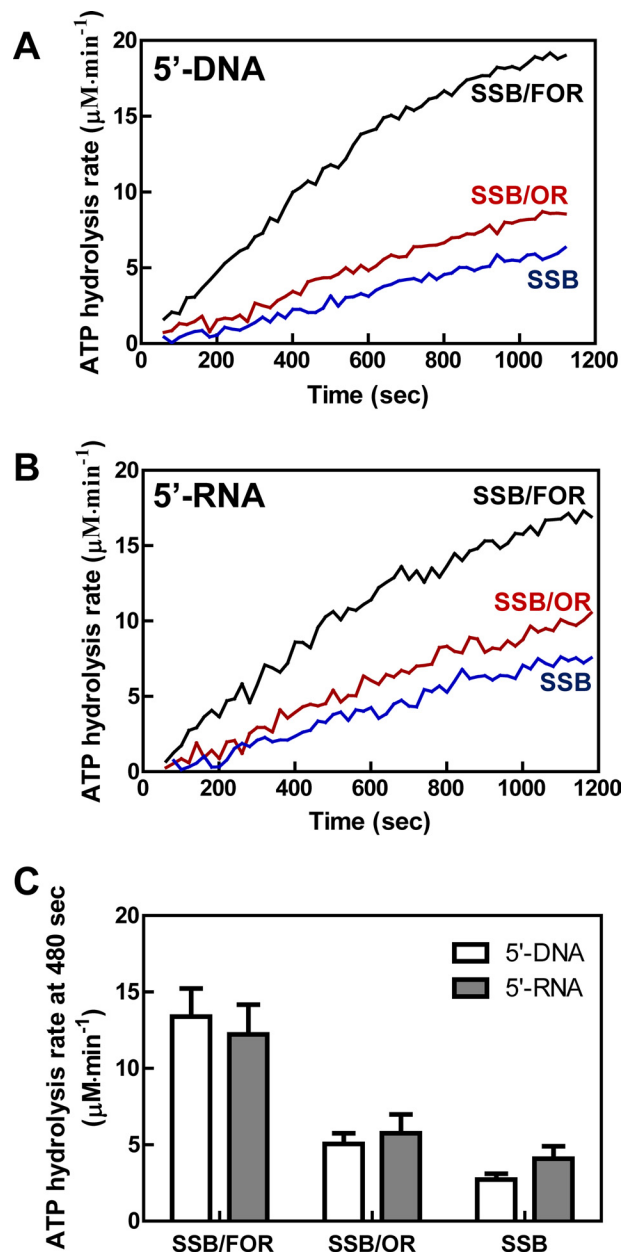 A
5'-DNA
ATP hydrolysis rate (μM·min⁻¹)
20
15
10
5
0
SSB/FOR
SSB/OR
SSB
0 200 400 600 800 1000 1200
Time (sec)
B
5'-RNA
ATP hydrolysis rate (μM·min⁻¹)
20
15
10
5
0
SSB/FOR
SSB/OR
SSB
0 200 400 600 800 1000 1200
Time (sec)
C
ATP hydrolysis rate at 480 sec
(μM·min⁻¹)
20
15
10
5
0
5'-DNA
5'-RNA
SSB/FOR SSB/OR SSB